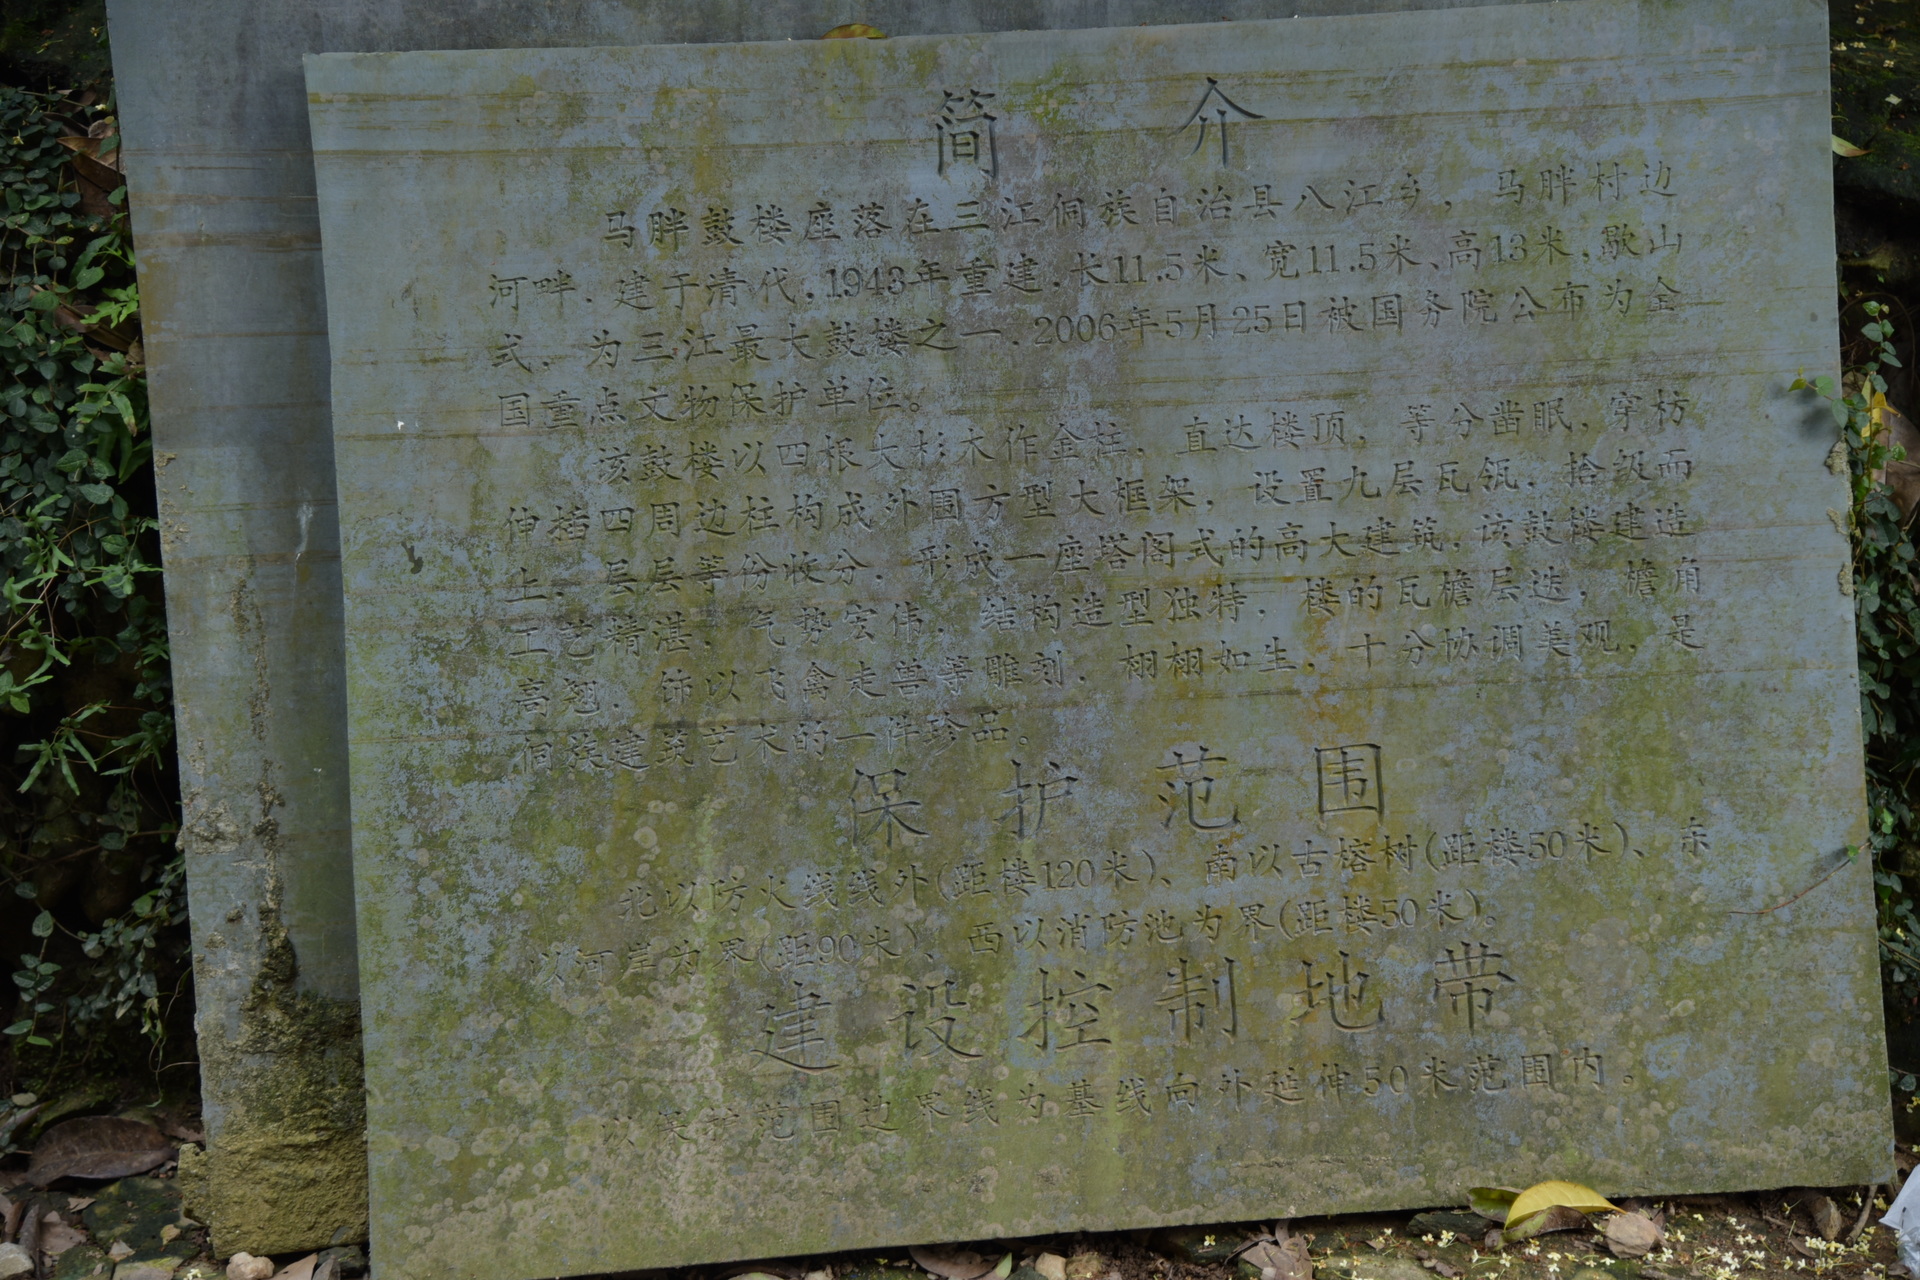 简 介
马胖鼓楼座落在三江侗族自治县八江乡，马胖村边
河畔．建于清代．1943年重建．长11.5米、宽11.5米、高13米．歇山
式．为三江最大鼓楼之一．2006年5月25日被国务院公布为全
国重点文物保护单位。
该鼓楼以四根大杉木作金柱．直达楼顶．等分凿眼．穿枋
伸插四周边柱构成外围方型大框架，设置九层瓦瓴．拾级而
上．层层等份收分．形成一座塔阁式的高大建筑．该鼓楼建造
工艺精湛．气势宏伟．结构造型独特，楼的瓦檐层迭，檐角
高翘．饰以飞禽走兽等雕刻．栩栩如生．十分协调美观．是
侗族建筑艺术的一件珍品。
保 护 范 围
北以防火线线外(距楼120米)、南以古榕树(距楼50米)、东
以河岸为界(距90米)、西以消防池为界(距楼50米)。
建 设 控 制 地 带
以保护范围边界线为基线向外延伸50米范围内。